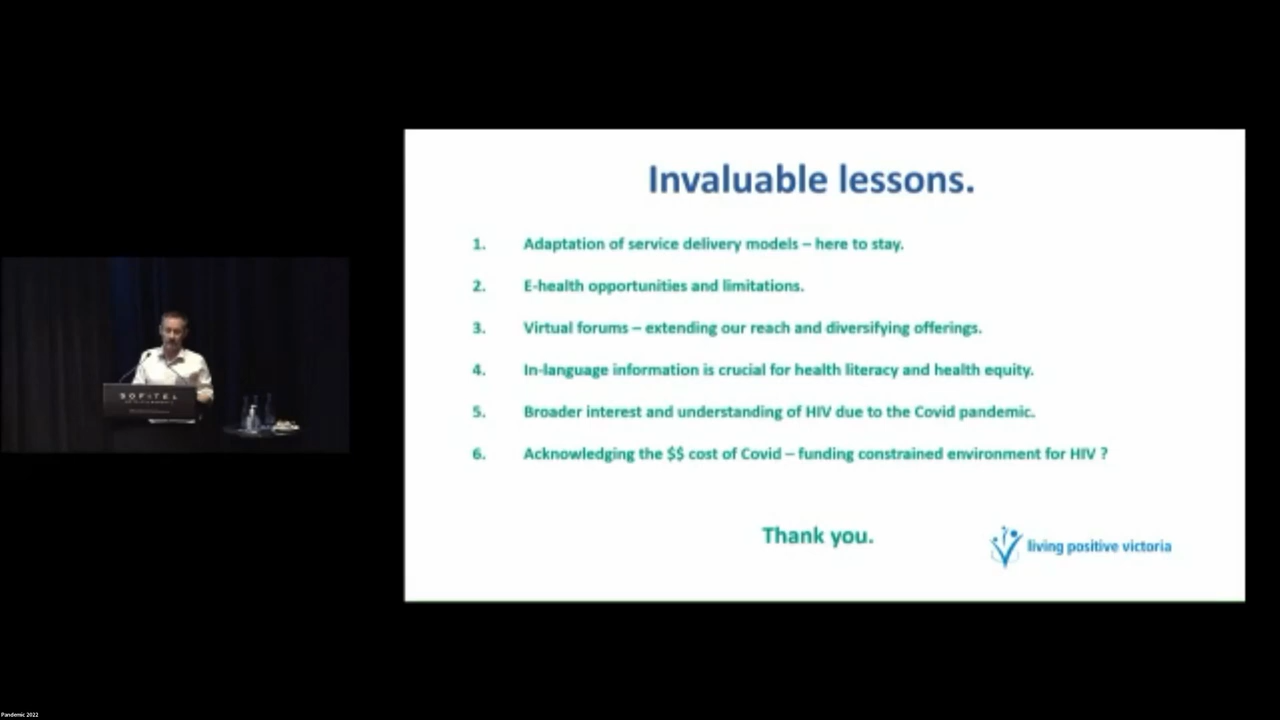 Invaluable lessons.
1. Adaptation of service delivery models – here to stay.
2. E-health opportunities and limitations.
3. Virtual forums – extending our reach and diversifying offerings.
4. In-language information is crucial for health literacy and health equity.
5. Broader interest and understanding of HIV due to the Covid pandemic.
6. Acknowledging the $$ cost of Covid – funding constrained environment for HIV ?
Thank you.
living positive victoria
SOFITEL
Pandemic 2022